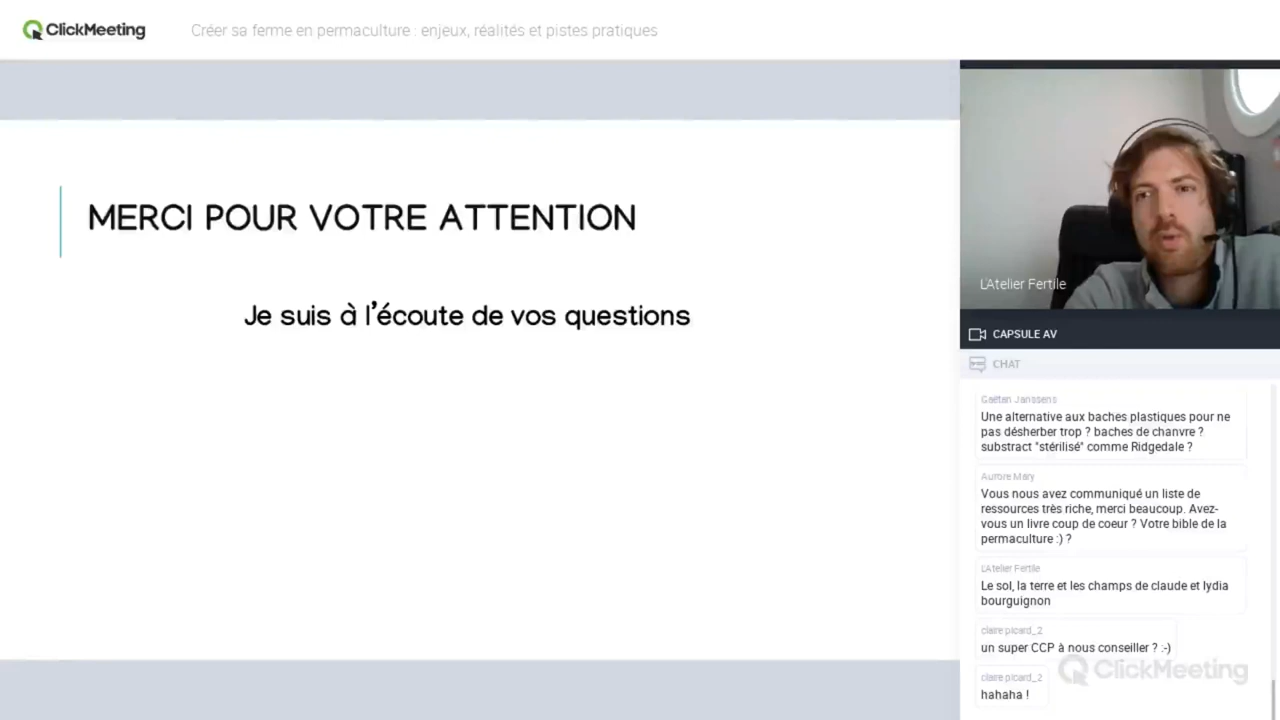 ClickMeeting
Créer sa ferme en permaculture : enjeux, réalités et pistes pratiques
MERCI POUR VOTRE ATTENTION
Je suis à l'écoute de vos questions
L'Atelier Fertile
CAPSULE AV
CHAT
Gaëtan Janssens
Une alternative aux baches plastiques pour ne
pas désherber trop ? baches de chanvre ?
substract "stérilisé" comme Ridgedale ?
Aurore Mary
Vous nous avez communiqué un liste de
ressources très riche, merci beaucoup. Avez-
vous un livre coup de coeur ? Votre bible de la
permaculture :) ?
L'Atelier Fertile
Le sol, la terre et les champs de claude et lydia
bourguignon
claire picard_2
un super CCP à nous conseiller ? :-)
claire picard_2
hahaha !
ClickMeeting